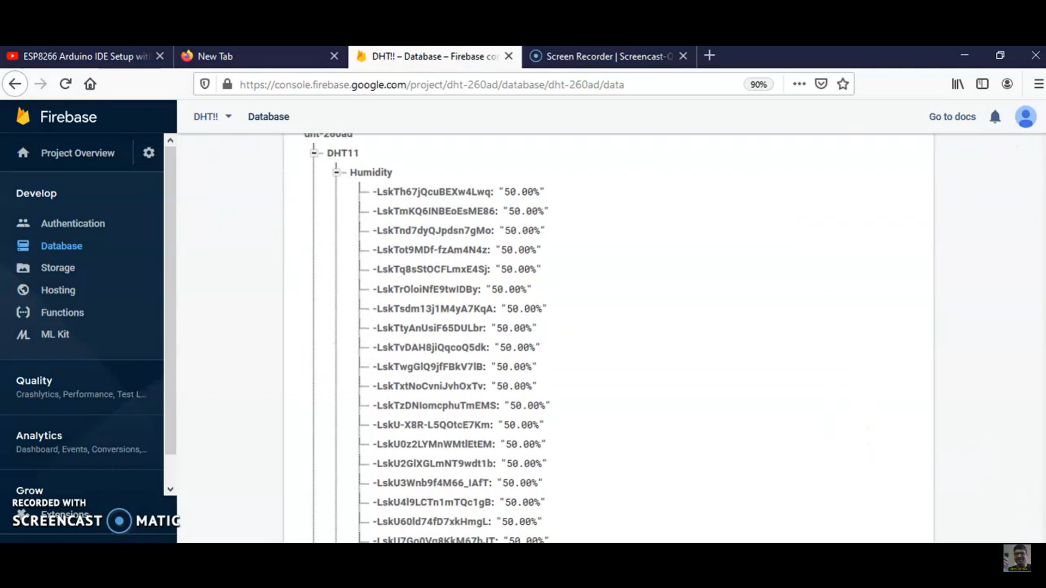 ESP8266 Arduino IDE Setup with
New Tab
DHT!! – Database – Firebase co
Screen Recorder | Screencast-O
https://console.firebase.google.com/project/dht-260ad/database/dht-260ad/data
90%
Firebase
DHT!!
Database
Go to docs
Project Overview
Develop
Authentication
Database
Storage
Hosting
Functions
ML Kit
Quality
Crashlytics, Performance, Test L...
Analytics
Dashboard, Events, Conversions,...
Grow
Extensions
RECORDED WITH
SCREENCAST MATIC
dht-260ad
DHT11
Humidity
-LskTh67jQcuBEXw4Lwq: "50.00%"
-LskTmKQ6INBEoEsME86: "50.00%"
-LskTnd7dyQJpdsn7gMo: "50.00%"
-LskTot9MDf-fzAm4N4z: "50.00%"
-LskTq8sStOCFLmxE4Sj: "50.00%"
-LskTrOloiNfE9twIDBy: "50.00%"
-LskTsdm13j1M4yA7KqA: "50.00%"
-LskTtyAnUsiF65DULbr: "50.00%"
-LskTvDAH8jiQqcoQ5dk: "50.00%"
-LskTwgGlQ9jfFBkV7lB: "50.00%"
-LskTxtNoCvniJvhOxTv: "50.00%"
-LskTzDNIomcphuTmEMS: "50.00%"
-LskU-X8R-L5QOtcE7Km: "50.00%"
-LskU0z2LYMnWMtlEtEM: "50.00%"
-LskU2GlXGLmNT9wdt1b: "50.00%"
-LskU3Wnb9f4M66_IAfT: "50.00%"
-LskU4l9LCTn1mTQc1gB: "50.00%"
-LskU60ld74fD7xkHmgL: "50.00%"
-LskU7Go0Vg8KkM67bJT: "50.00%"